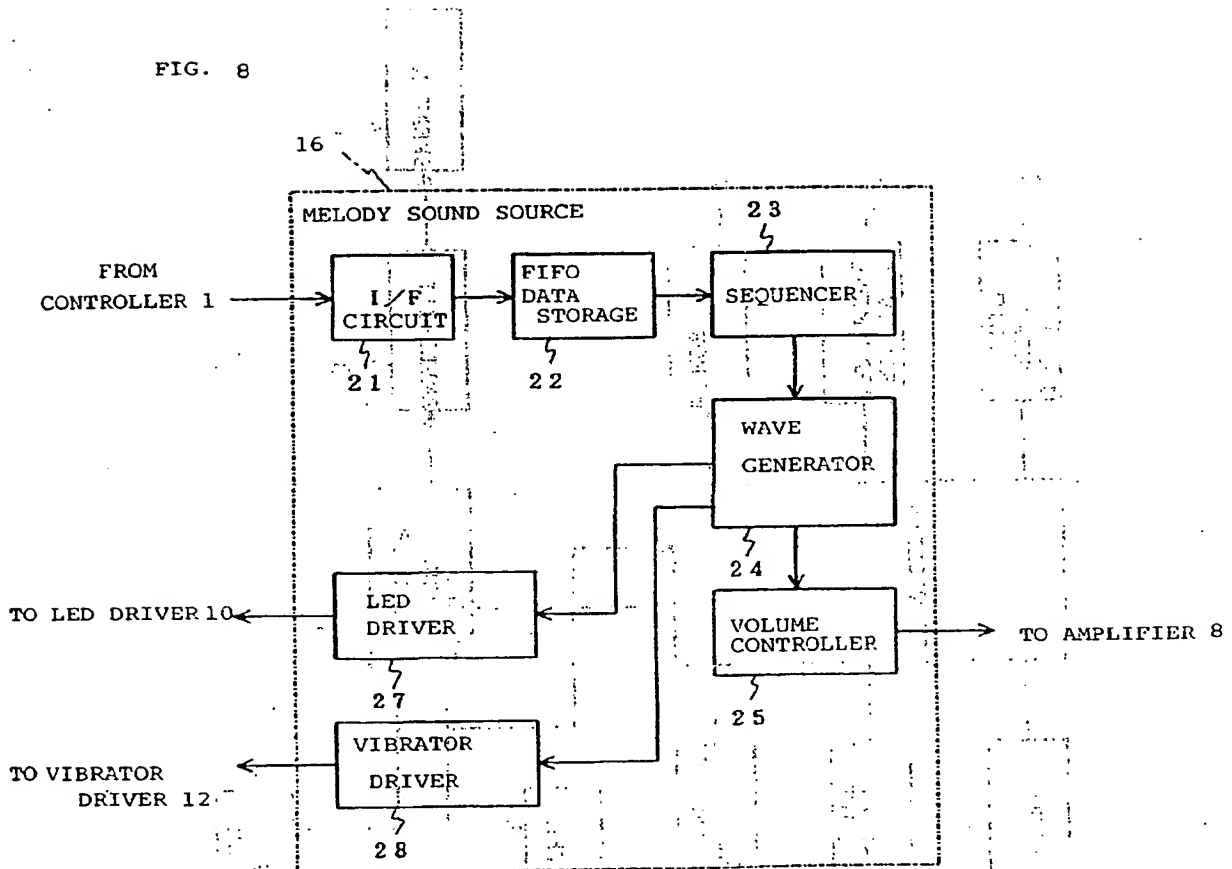 FIG. 8
16
MELODY SOUND SOURCE
23
FROM
CONTROLLER 1
I/F
CIRCUIT
21
FIFO
DATA
STORAGE
22
SEQUENCER
WAVE
GENERATOR
24
TO LED DRIVER 10
LED
DRIVER
27
VOLUME
CONTROLLER
25
TO AMPLIFIER 8
TO VIBRATOR
DRIVER 12
VIBRATOR
DRIVER
28